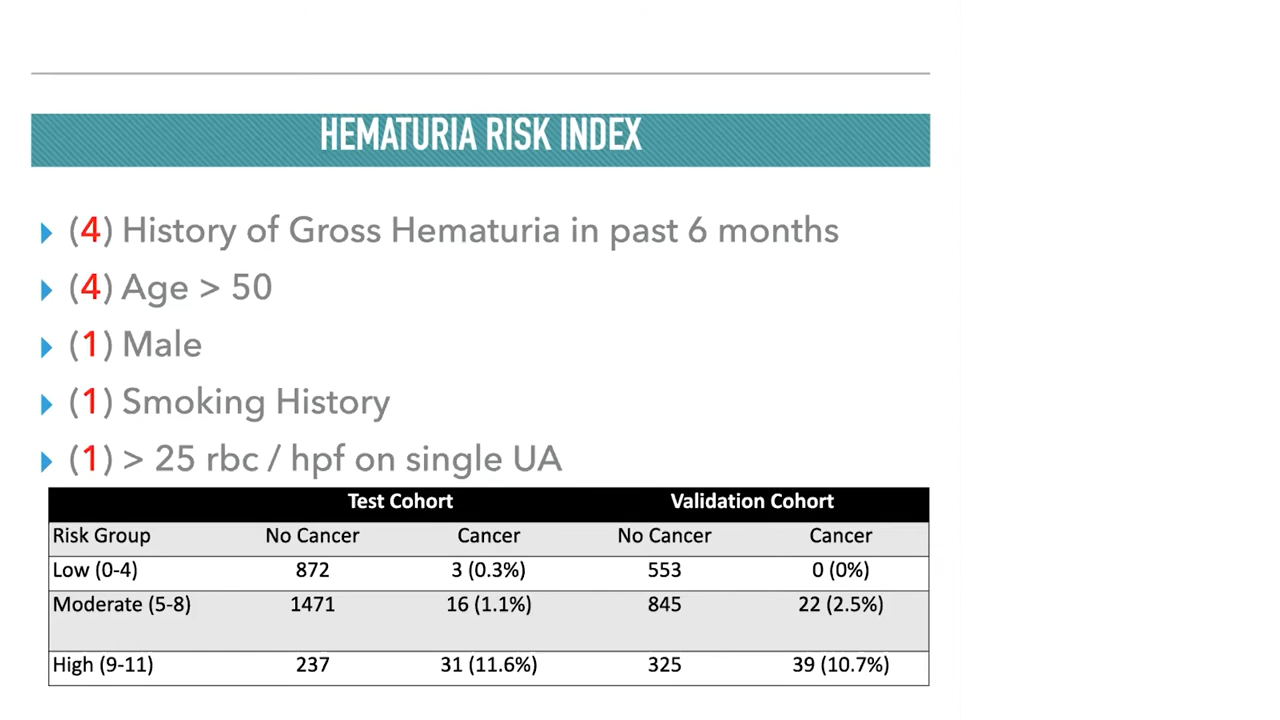 HEMATURIA RISK INDEX
(4) History of Gross Hematuria in past 6 months
(4) Age > 50
(1) Male
(1) Smoking History
(1) > 25 rbc / hpf on single UA
Test Cohort Validation Cohort
Risk Group No Cancer Cancer No Cancer Cancer
Low (0-4) 872 3 (0.3%) 553 0 (0%)
Moderate (5-8) 1471 16 (1.1%) 845 22 (2.5%)
High (9-11) 237 31 (11.6%) 325 39 (10.7%)